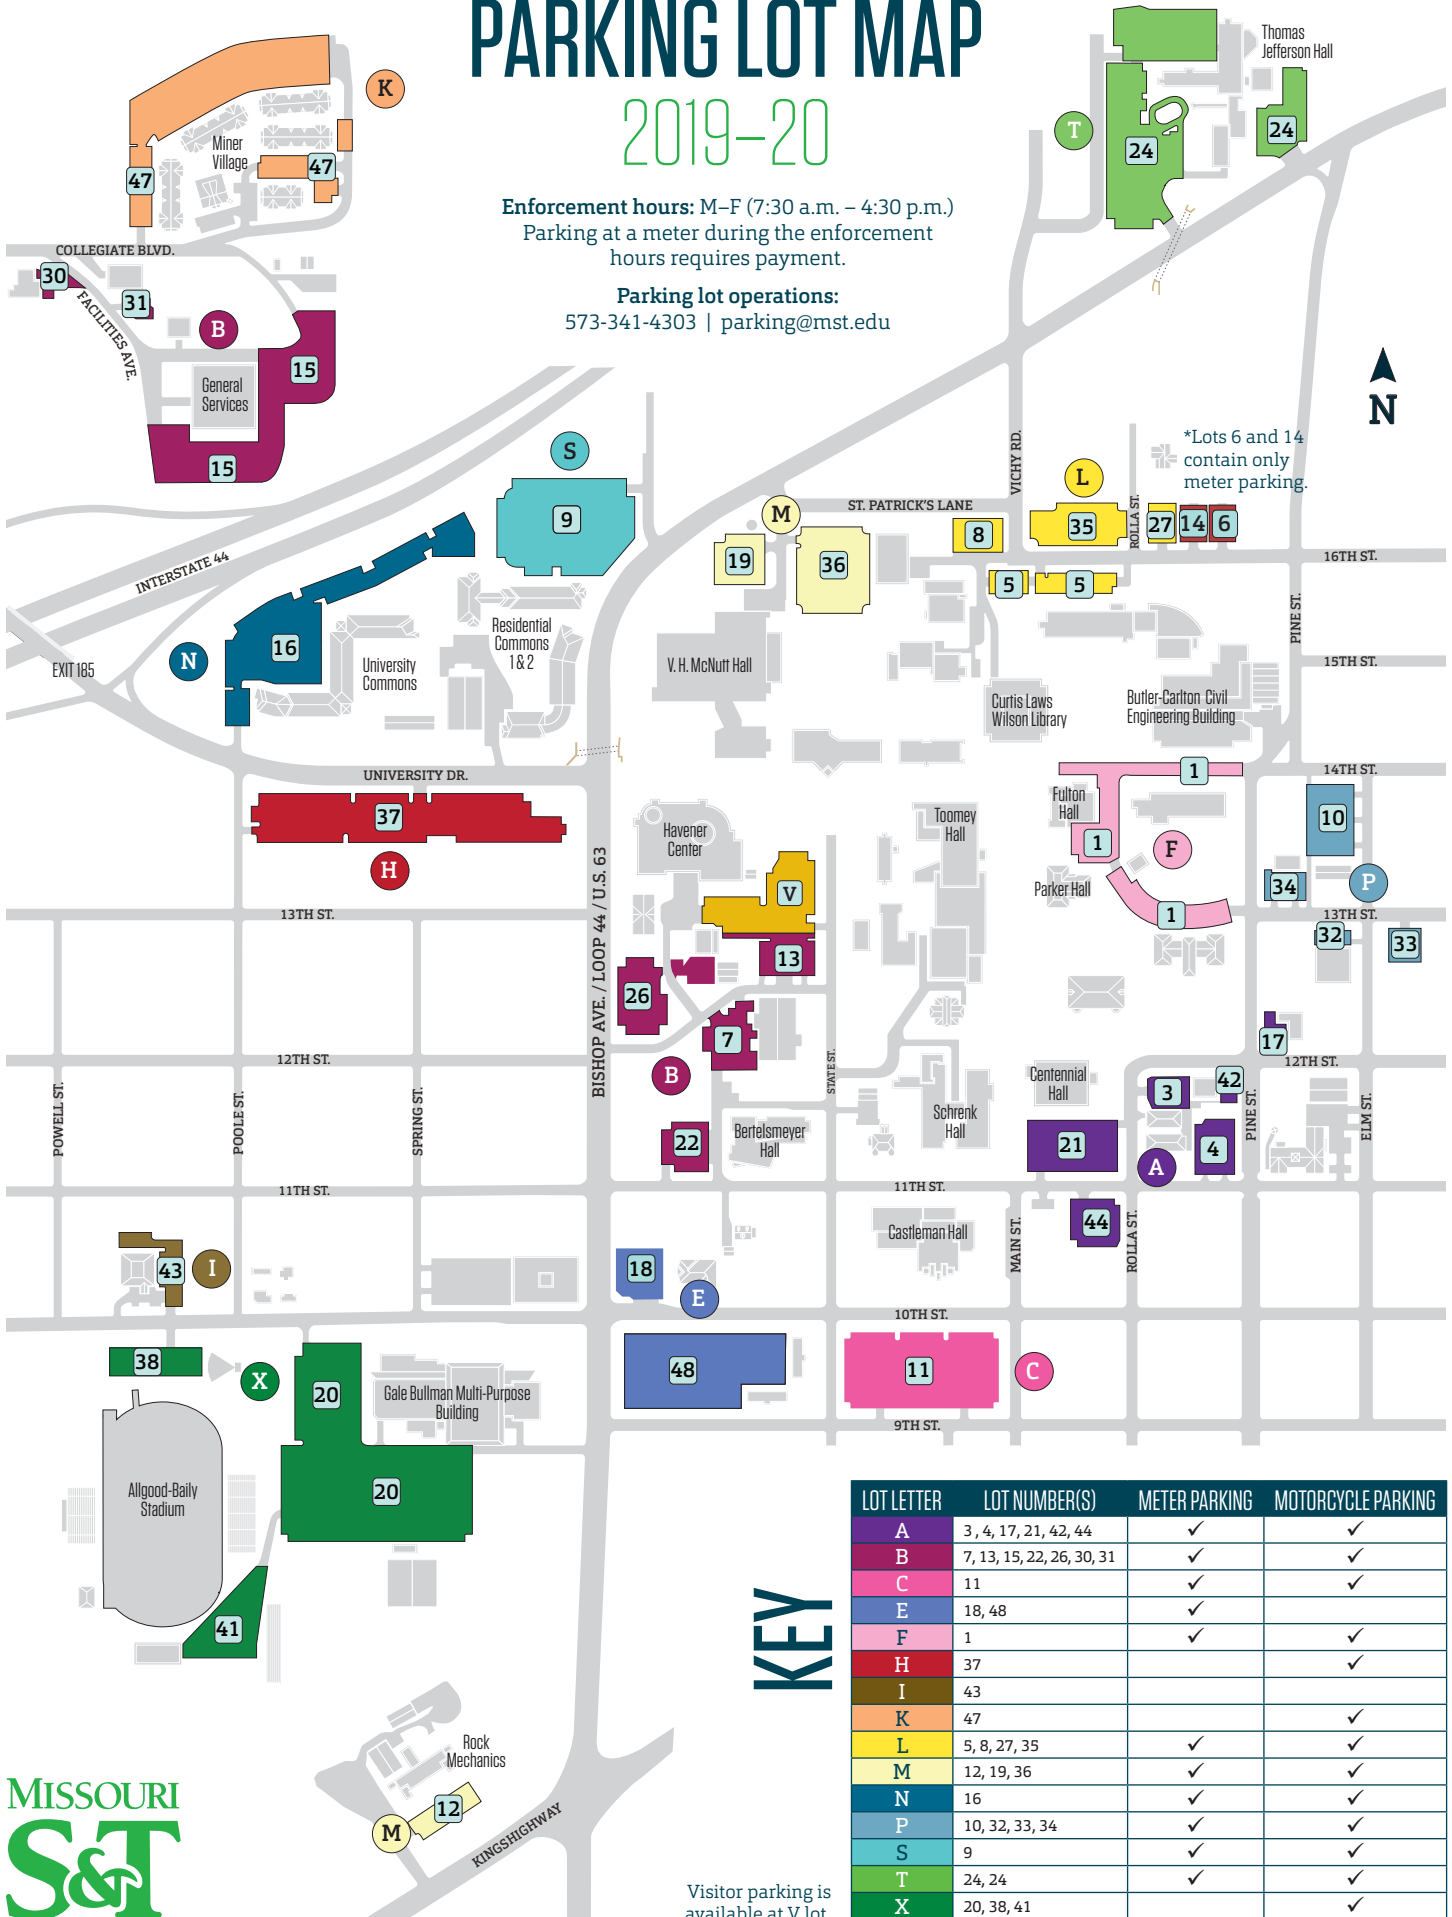 PARKING LOT MAP
2019–20
Enforcement hours: M–F (7:30 a.m. – 4:30 p.m.)
Parking at a meter during the enforcement
hours requires payment.
Parking lot operations:
573-341-4303 | parking@mst.edu
Thomas
Jefferson Hall
T
24
24
K
Miner
Village
47
47
COLLEGIATE BLVD.
30
31
FACILITIES AVE.
B
15
General
Services
15
N
*Lots 6 and 14
contain only
meter parking.
S
9
INTERSTATE 44
EXIT 185
N
16
University
Commons
Residential
Commons
1 & 2
M
19
36
ST. PATRICK'S LANE
VICHY RD.
L
8
35
ROLLA ST.
27
14
6
16TH ST.
5
5
PINE ST.
15TH ST.
V. H. McNutt Hall
Curtis Laws
Wilson Library
Butler-Carlton Civil
Engineering Building
UNIVERSITY DR.
14TH ST.
37
H
Havener
Center
Toomey
Hall
Fulton
Hall
1
1
F
Parker Hall
1
10
34
P
13TH ST.
13TH ST.
32
33
BISHOP AVE. / LOOP 44 / U.S. 63
V
13
26
7
B
STATE ST.
17
12TH ST.
12TH ST.
POWELL ST.
POOLE ST.
SPRING ST.
22
Bertelsmeyer
Hall
Schrenk
Hall
Centennial
Hall
3
42
21
4
A
PINE ST.
ELM ST.
11TH ST.
11TH ST.
Castleman Hall
MAIN ST.
44
ROLLA ST.
43
I
18
E
10TH ST.
38
X
20
Gale Bullman Multi-Purpose
Building
48
11
C
9TH ST.
Allgood-Baily
Stadium
20
41
Rock
Mechanics
12
M
KINGSHIGHWAY
MISSOURI
S&T
Visitor parking is
available at V lot.
KEY
LOT LETTER LOT NUMBER(S) METER PARKING MOTORCYCLE PARKING
A 3, 4, 17, 21, 42, 44 ✓ ✓
B 7, 13, 15, 22, 26, 30, 31 ✓ ✓
C 11 ✓ ✓
E 18, 48 ✓
F 1 ✓ ✓
H 37 ✓
I 43
K 47 ✓
L 5, 8, 27, 35 ✓ ✓
M 12, 19, 36 ✓ ✓
N 16 ✓ ✓
P 10, 32, 33, 34 ✓ ✓
S 9 ✓ ✓
T 24, 24 ✓ ✓
X 20, 38, 41 ✓